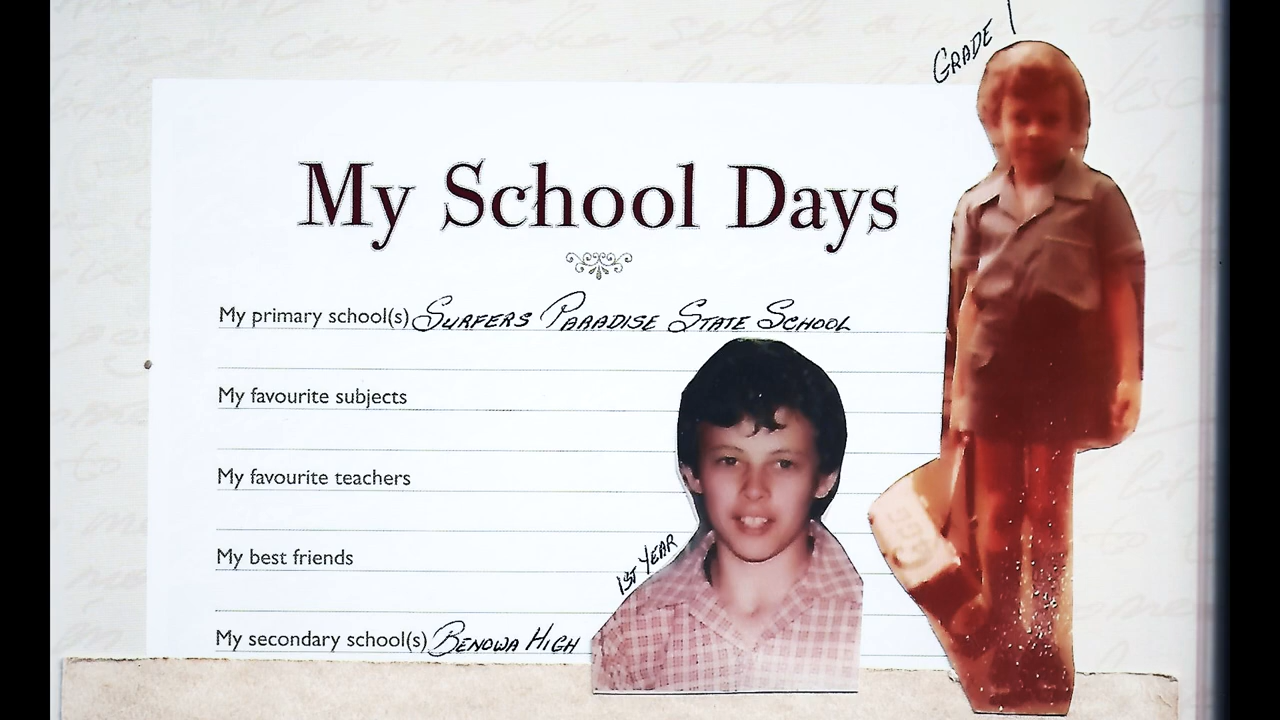 GRADE 1
My School Days
My primary school(s) SURFERS PARADISE STATE SCHOOL
My favourite subjects
My favourite teachers
My best friends
1ST YEAR
My secondary school(s) BENOWA HIGH